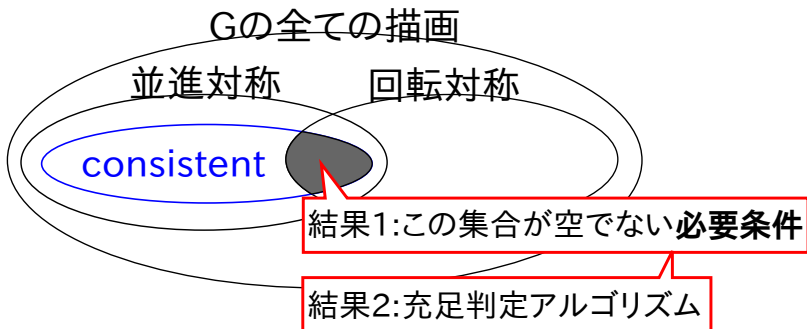 Gの全ての描画
並進対称
回転対称
consistent
結果1:この集合が空でない必要条件
結果2:充足判定アルゴリズム